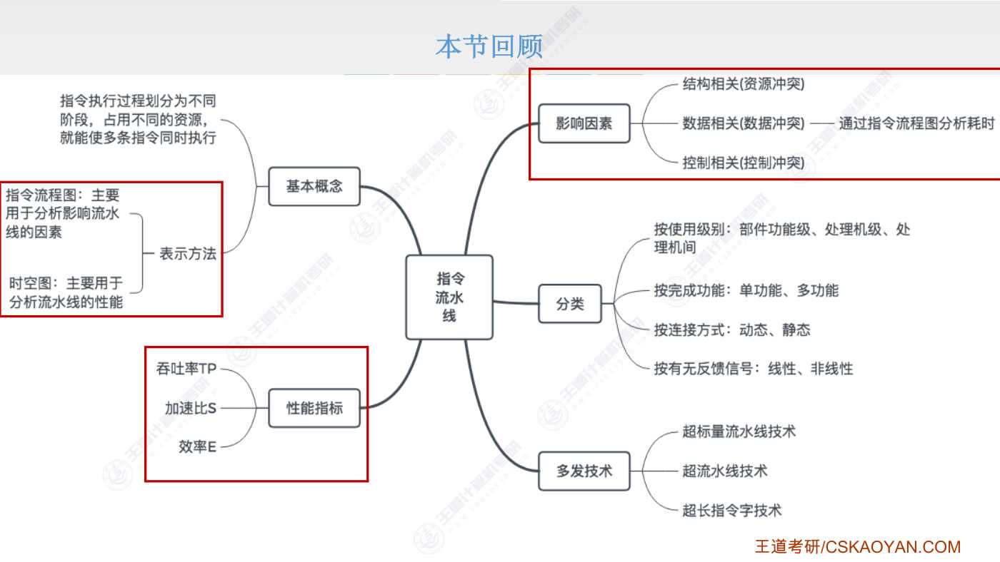 本节回顾
指令执行过程划分为不同
阶段，占用不同的资源，
就能使多条指令同时执行
基本概念
指令流程图：主要
用于分析影响流水
线的因素
表示方法
时空图：主要用于
分析流水线的性能
吞吐率TP
加速比S
效率E
性能指标
指令
流水
线
影响因素
结构相关(资源冲突)
数据相关(数据冲突)
通过指令流程图分析耗时
控制相关(控制冲突)
分类
按使用级别：部件功能级、处理机级、处
理机间
按完成功能：单功能、多功能
按连接方式：动态、静态
按有无反馈信号：线性、非线性
多发技术
超标量流水线技术
超流水线技术
超长指令字技术
王道考研/CSKAOYAN.COM
王道计算机考研